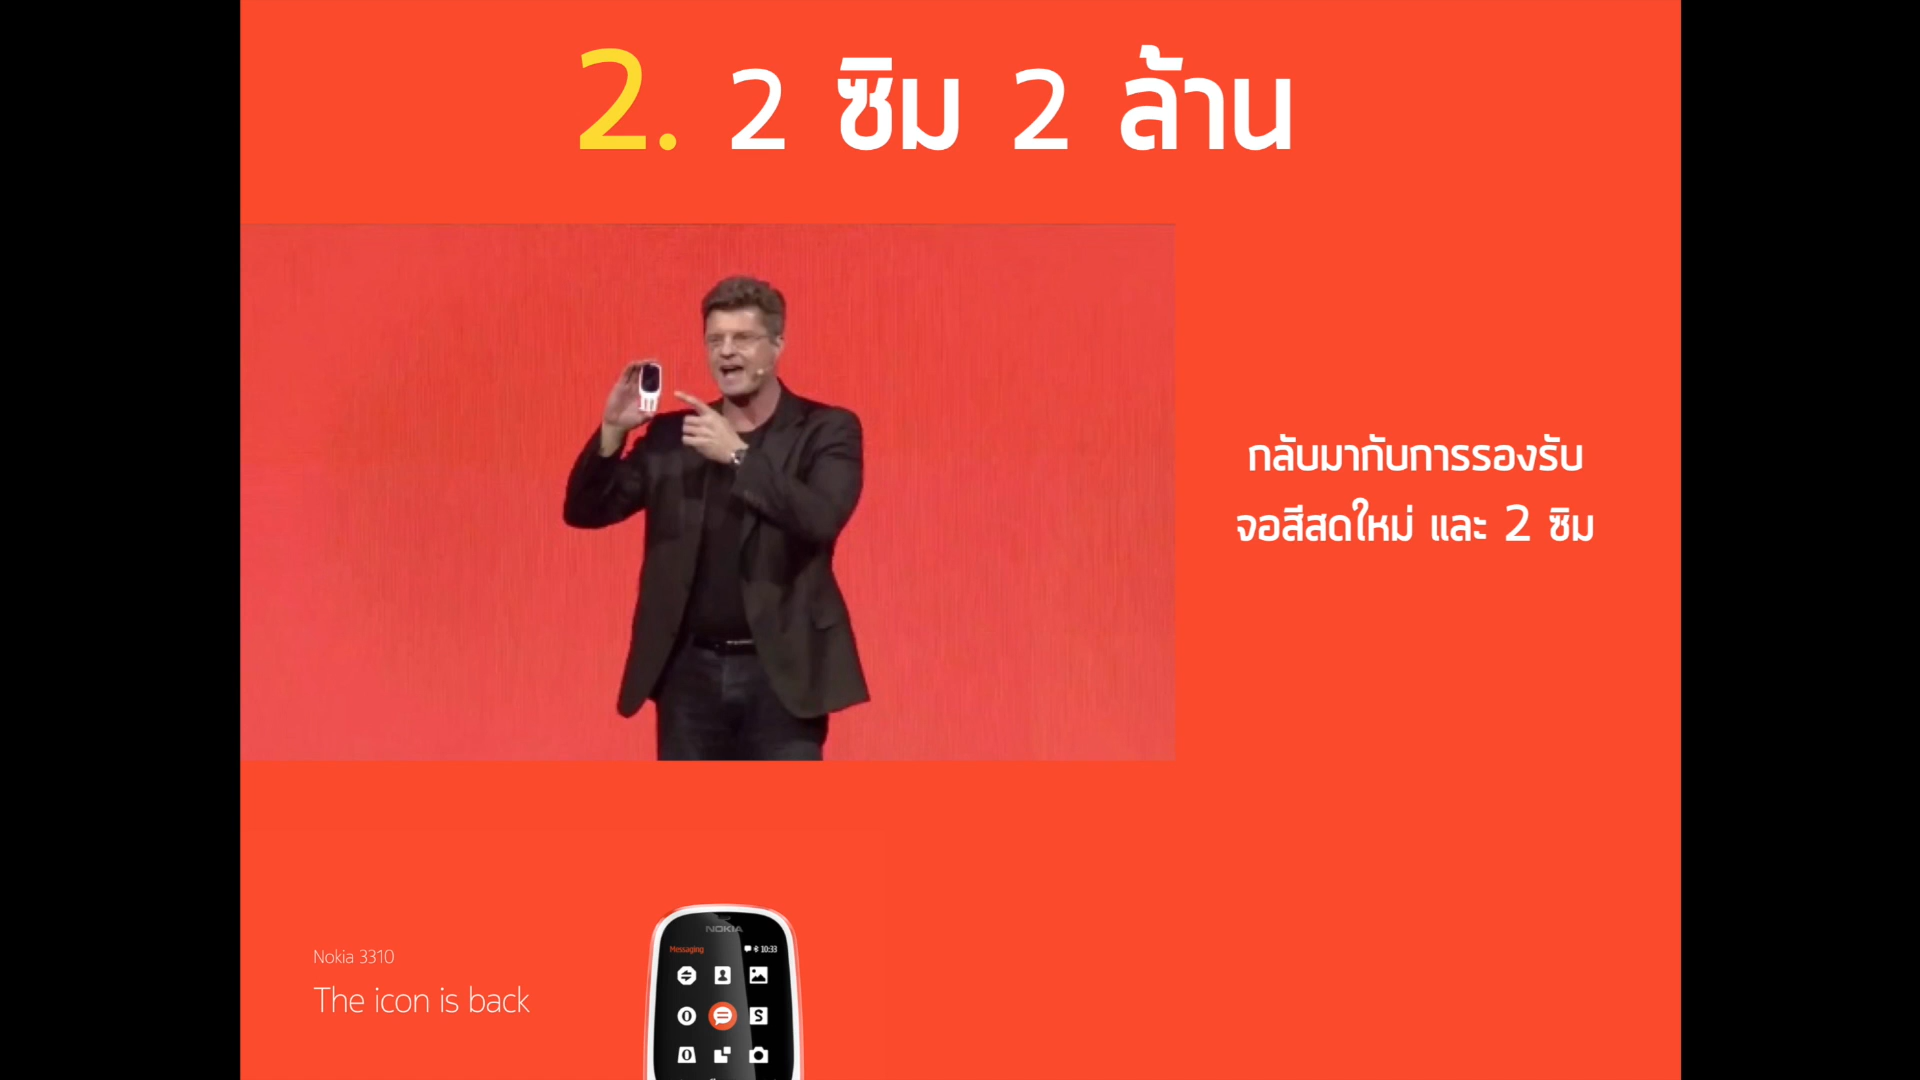 2. 2 ซิม 2 ล้าน
กลับมากับการรองรับ
จอสีสดใหม่ และ 2 ซิม
Nokia 3310
The icon is back
NOKIA
Messaging 10:33